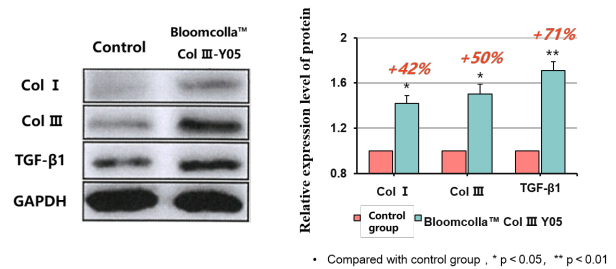 Control
Bloomcolla™
Col Ⅲ-Y05
Col Ⅰ
Col Ⅲ
TGF-β1
GAPDH
Relative expression level of protein
2
1.6
1.2
0.8
+42%
*
+50%
*
+71%
**
Col Ⅰ
Col Ⅲ
TGF-β1
Control
group
Bloomcolla™ Col Ⅲ Y05
• Compared with control group , * p < 0.05, ** p < 0.01